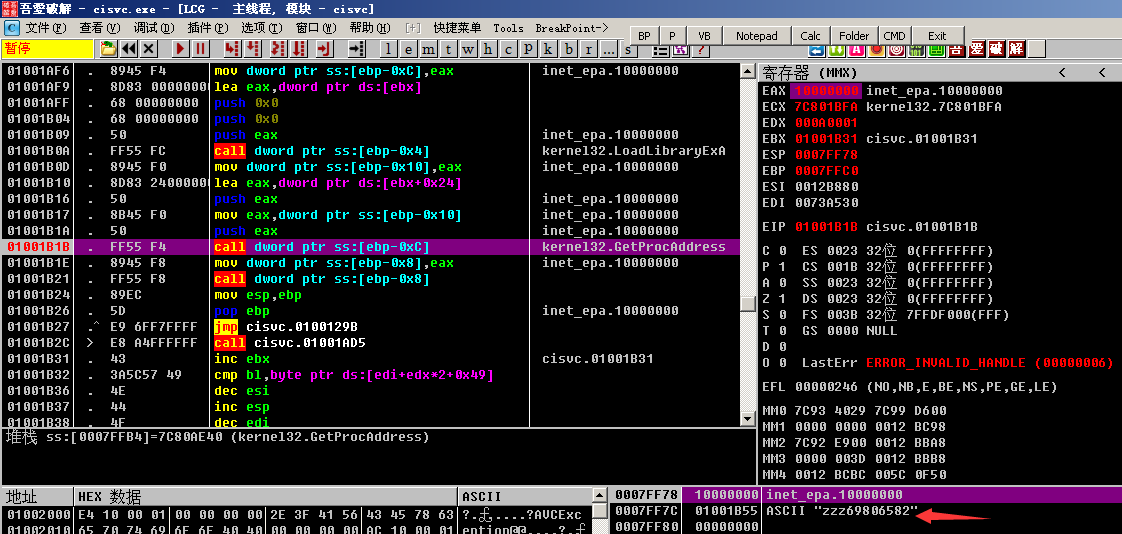 吾愛破解 - cisvc.exe - [LCG - 主线程, 模块 - cisvc]
C 文件(F) 查看(V) 调试(D) 插件(P) 选项(T) 窗口(W) 帮助(H) [+] 快捷菜单 Tools BreakPoint->
BP P VB Notepad Calc Folder CMD Exit
暂停 l e m t w h c p k b r ... s ? 吾 愛 破 解
01001AF6 . 8945 F4 mov dword ptr ss:[ebp-0xC],eax inet_epa.10000000
01001AF9 . 8D83 00000000 lea eax,dword ptr ds:[ebx]
01001AFF . 68 00000000 push 0x0
01001B04 . 68 00000000 push 0x0
01001B09 . 50 push eax inet_epa.10000000
01001B0A . FF55 FC call dword ptr ss:[ebp-0x4] kernel32.LoadLibraryExA
01001B0D . 8945 F0 mov dword ptr ss:[ebp-0x10],eax inet_epa.10000000
01001B10 . 8D83 24000000 lea eax,dword ptr ds:[ebx+0x24]
01001B16 . 50 push eax inet_epa.10000000
01001B17 . 8B45 F0 mov eax,dword ptr ss:[ebp-0x10] inet_epa.10000000
01001B1A . 50 push eax inet_epa.10000000
01001B1B . FF55 F4 call dword ptr ss:[ebp-0xC] kernel32.GetProcAddress
01001B1E . 8945 F8 mov dword ptr ss:[ebp-0x8],eax inet_epa.10000000
01001B21 . FF55 F8 call dword ptr ss:[ebp-0x8]
01001B24 . 89EC mov esp,ebp
01001B26 . 5D pop ebp inet_epa.10000000
01001B27 .^ E9 6FF7FFFF jmp cisvc.0100129B
01001B2C > E8 A4FFFFFF call cisvc.01001AD5
01001B31 . 43 inc ebx cisvc.01001B31
01001B32 . 3A5C57 49 cmp bl,byte ptr ds:[edi+edx*2+0x49]
01001B36 . 4E dec esi
01001B37 . 44 inc esp
01001B38 . 4F dec edi
堆栈 ss:[0007FFB4]=7C80AE40 (kernel32.GetProcAddress)
寄存器 (MMX) < <
EAX 10000000 inet_epa.10000000
ECX 7C801BFA kernel32.7C801BFA
EDX 000A0001
EBX 01001B31 cisvc.01001B31
ESP 0007FF78
EBP 0007FFC0
ESI 0012B880
EDI 0073A530
EIP 01001B1B cisvc.01001B1B
C 0 ES 0023 32位 0(FFFFFFFF)
P 1 CS 001B 32位 0(FFFFFFFF)
A 0 SS 0023 32位 0(FFFFFFFF)
Z 1 DS 0023 32位 0(FFFFFFFF)
S 0 FS 003B 32位 7FFDF000(FFF)
T 0 GS 0000 NULL
D 0
O 0 LastErr ERROR_INVALID_HANDLE (00000006)
EFL 00000246 (NO,NB,E,BE,NS,PE,GE,LE)
MM0 7C93 4029 7C99 D600
MM1 0000 0000 0012 BC98
MM2 7C92 E900 0012 BBA8
MM3 0000 003D 0012 BBB8
MM4 0012 BCBC 005C 0F50
地址 HEX 数据 ASCII
01002000 E4 10 00 01 00 00 00 00 2E 3F 41 56 43 45 78 63
01002010 65 70 74 69 6F 6E 40 40 00 00 00 00 AC 10 00 01
0007FF78 10000000 inet_epa.10000000
0007FF7C 01001B55 ASCII "zzz69806582"
0007FF80 00000000